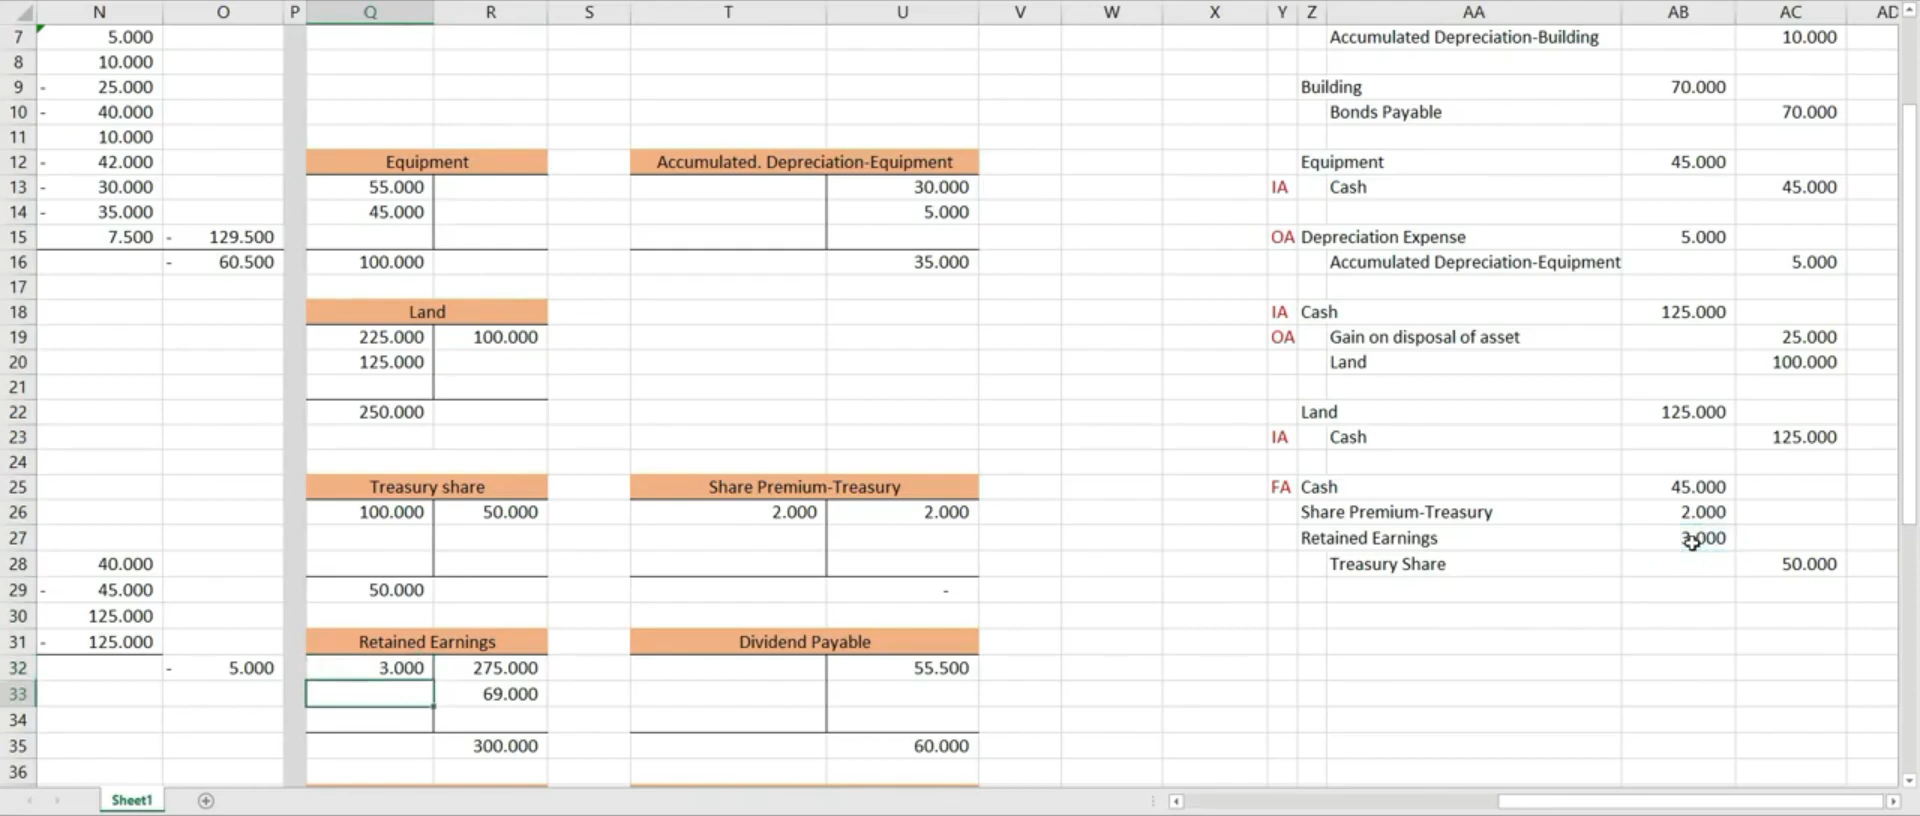 N O P Q R S T U V W X Y Z AA AB AC AD
7 5.000 Accumulated Depreciation-Building 10.000
8 10.000
9 - 25.000 Building 70.000
10 - 40.000 Bonds Payable 70.000
11 10.000
12 - 42.000 Equipment Accumulated. Depreciation-Equipment Equipment 45.000
13 - 30.000 55.000 30.000 IA Cash 45.000
14 - 35.000 45.000 5.000
15 7.500 - 129.500 OA Depreciation Expense 5.000
16 - 60.500 100.000 35.000 Accumulated Depreciation-Equipment 5.000
17
18 Land IA Cash 125.000
19 225.000 100.000 OA Gain on disposal of asset 25.000
20 125.000 Land 100.000
21
22 250.000 Land 125.000
23 IA Cash 125.000
24
25 Treasury share Share Premium-Treasury FA Cash 45.000
26 100.000 50.000 2.000 2.000 Share Premium-Treasury 2.000
27 Retained Earnings 3.000
28 40.000 Treasury Share 50.000
29 - 45.000 50.000 -
30 125.000
31 - 125.000 Retained Earnings Dividend Payable
32 - 5.000 3.000 275.000 55.500
33 69.000
34
35 300.000 60.000
36
Sheet1